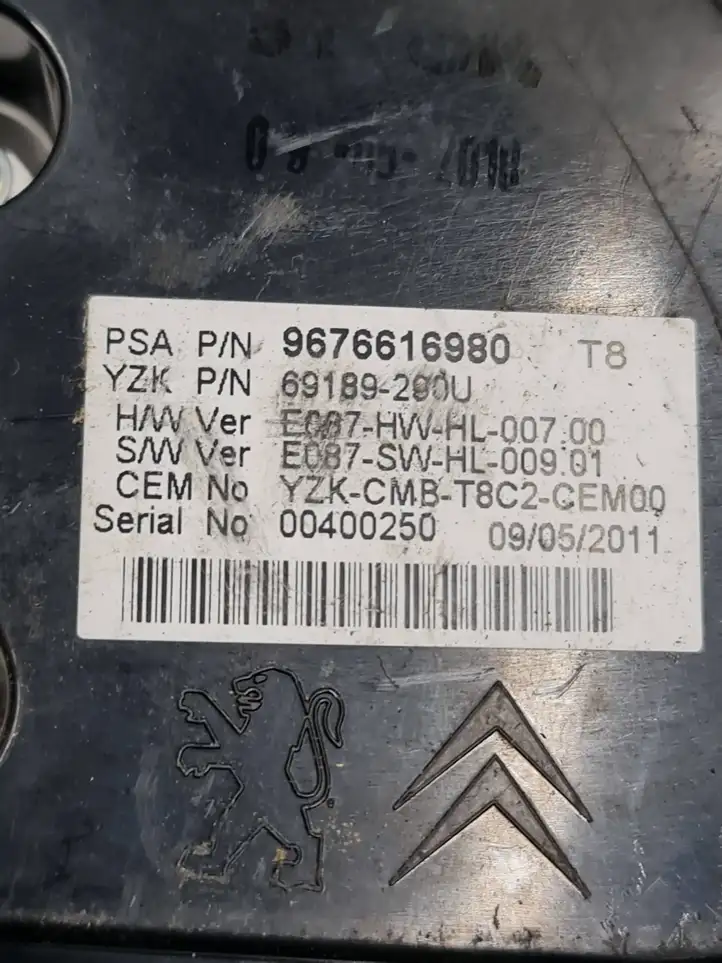 PSA P/N 9676616980 T8
YZK P/N 69189-290U
H/W Ver E087-HW-HL-007.00
S/W Ver E087-SW-HL-009.01
CEM No YZK-CMB-T8C2-CEM00
Serial No 00400250 09/05/2011